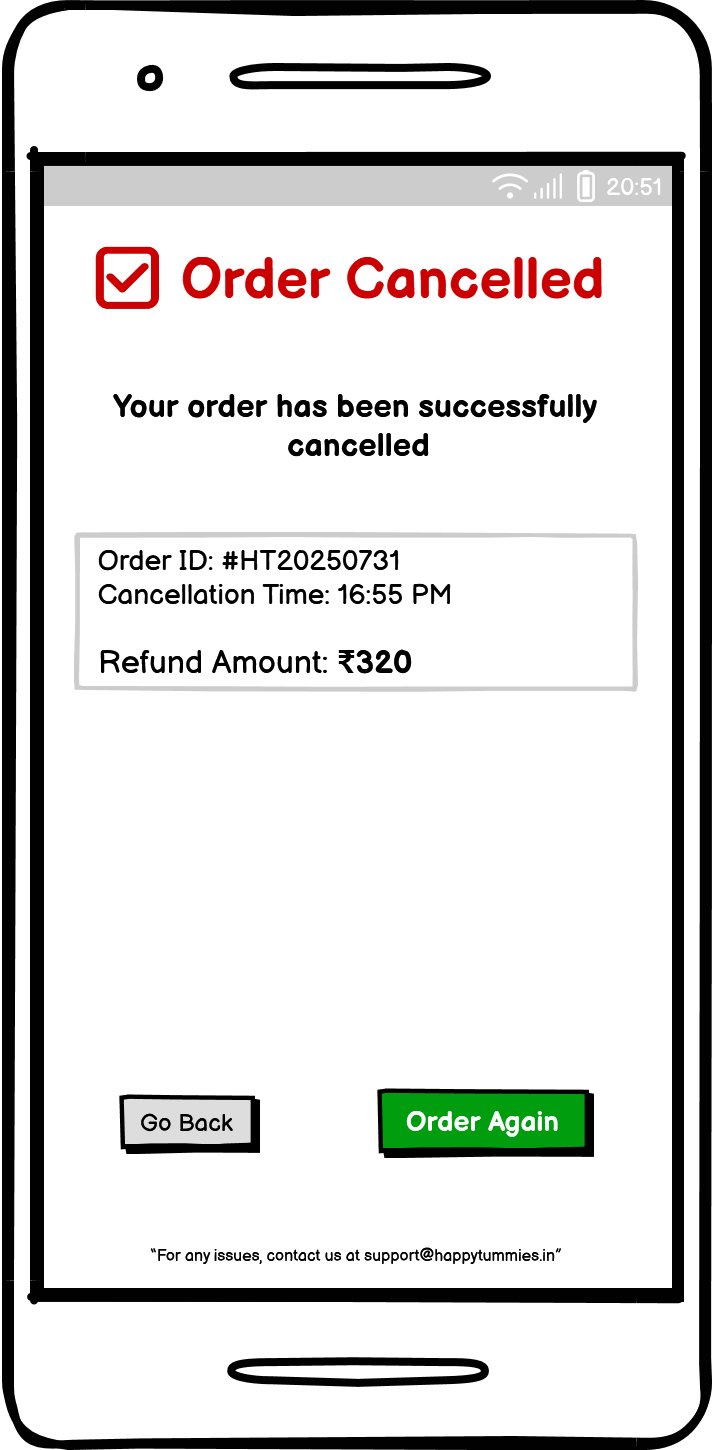 20:51
Order Cancelled
Your order has been successfully
cancelled
Order ID: #HT20250731
Cancellation Time: 16:55 PM
Refund Amount: ₹320
Go Back
Order Again
“For any issues, contact us at support@happytummies.in”